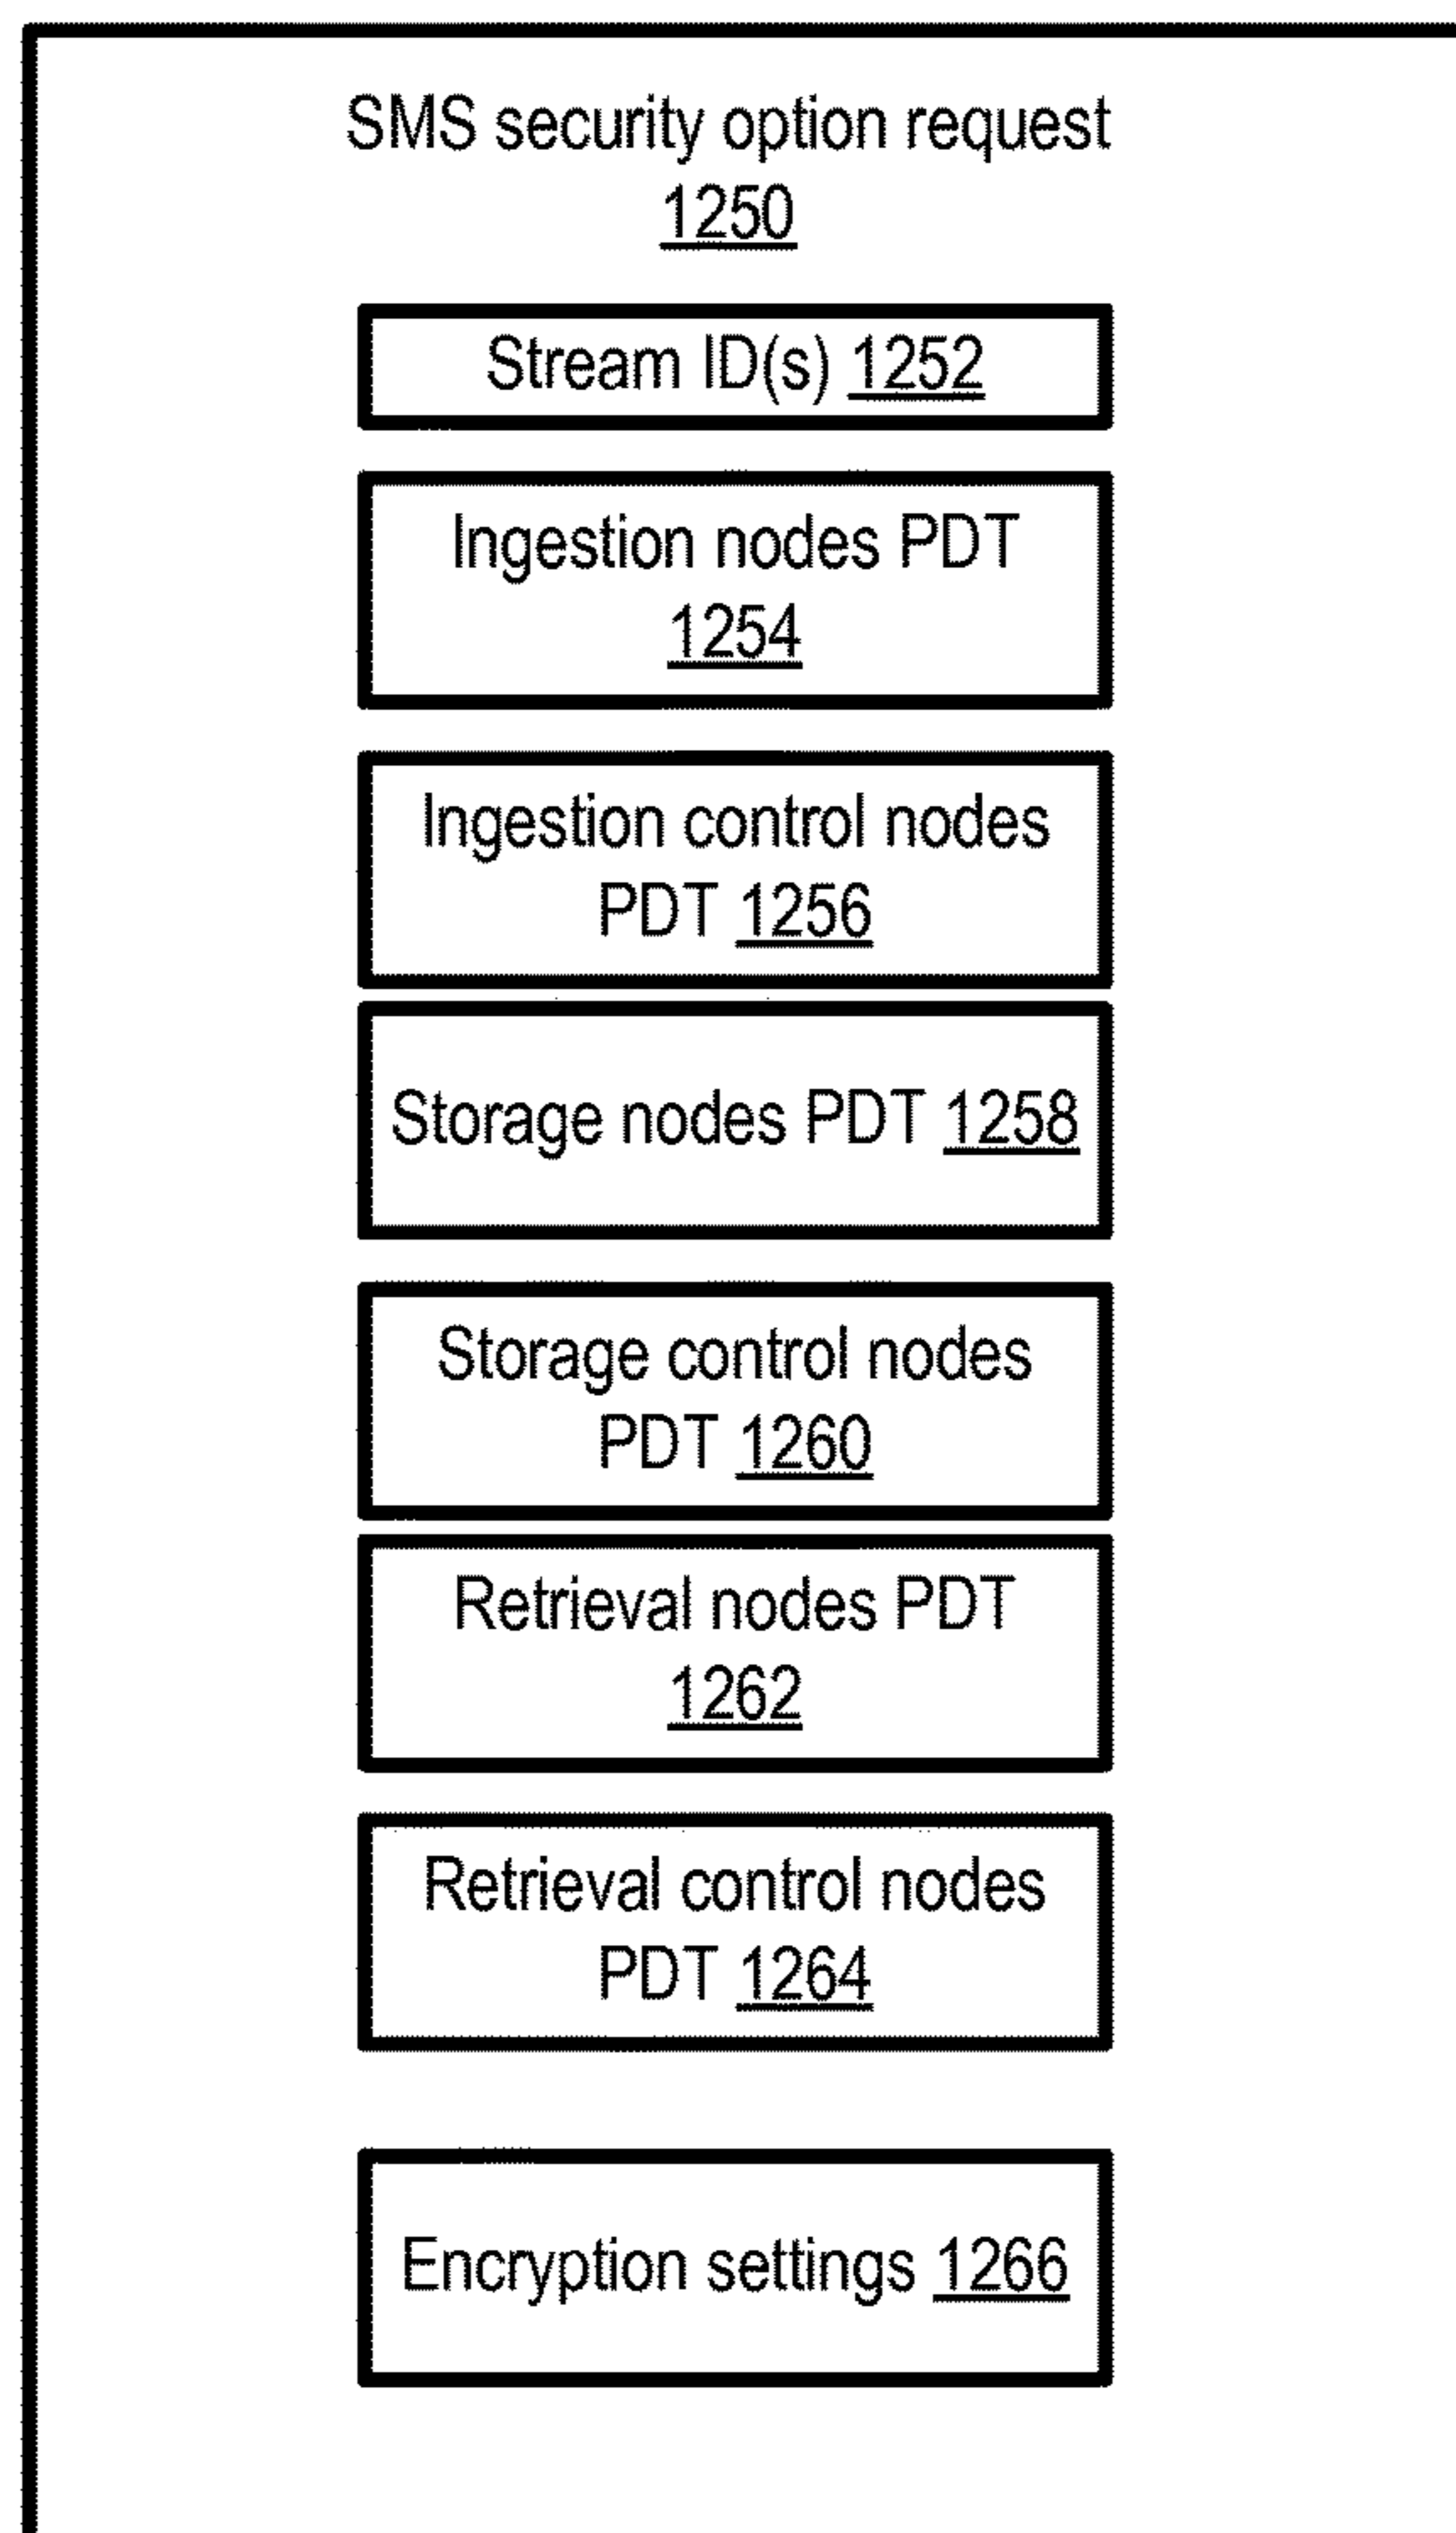 SMS security option request
1250
Stream ID(s) 1252
Ingestion nodes PDT
1254
Ingestion control nodes
PDT 1256
Storage nodes PDT 1258
Storage control nodes
PDT 1260
Retrieval nodes PDT
1262
Retrieval control nodes
PDT 1264
Encryption settings 1266